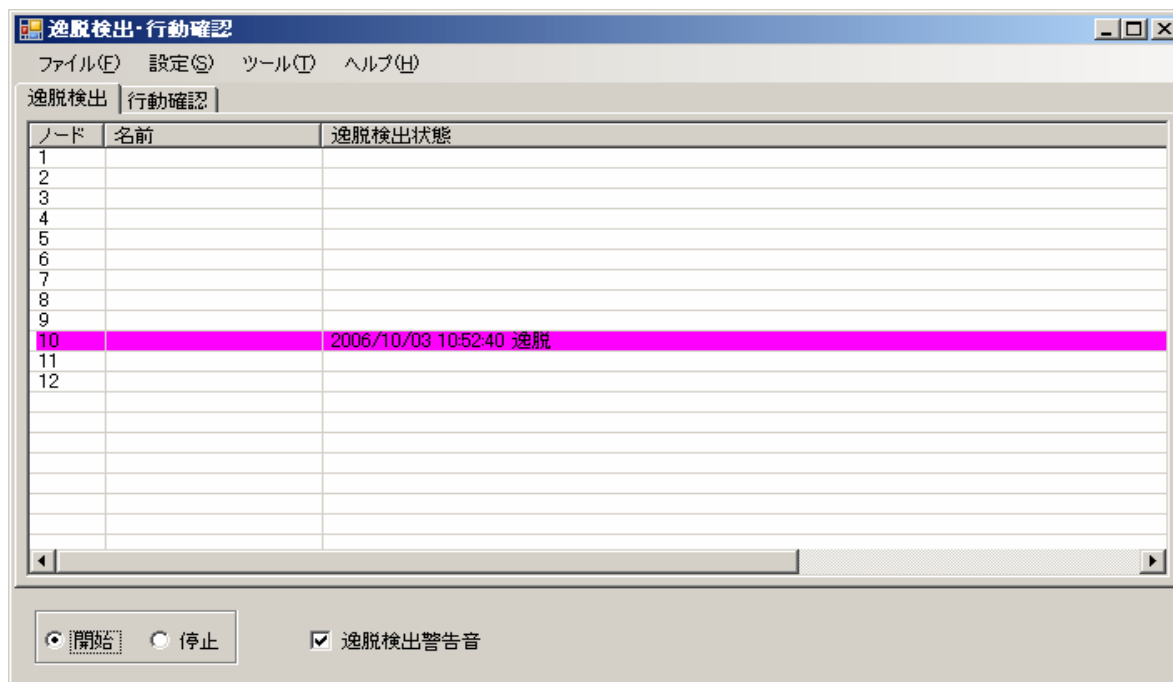 逸脱検出・行動確認
ファイル(F) 設定(S) ツール(T) ヘルプ(H)
逸脱検出 行動確認
ノード 名前 逸脱検出状態
1
2
3
4
5
6
7
8
9
10 2006/10/03 10:52:40 逸脱
11
12
開始 停止 逸脱検出警告音